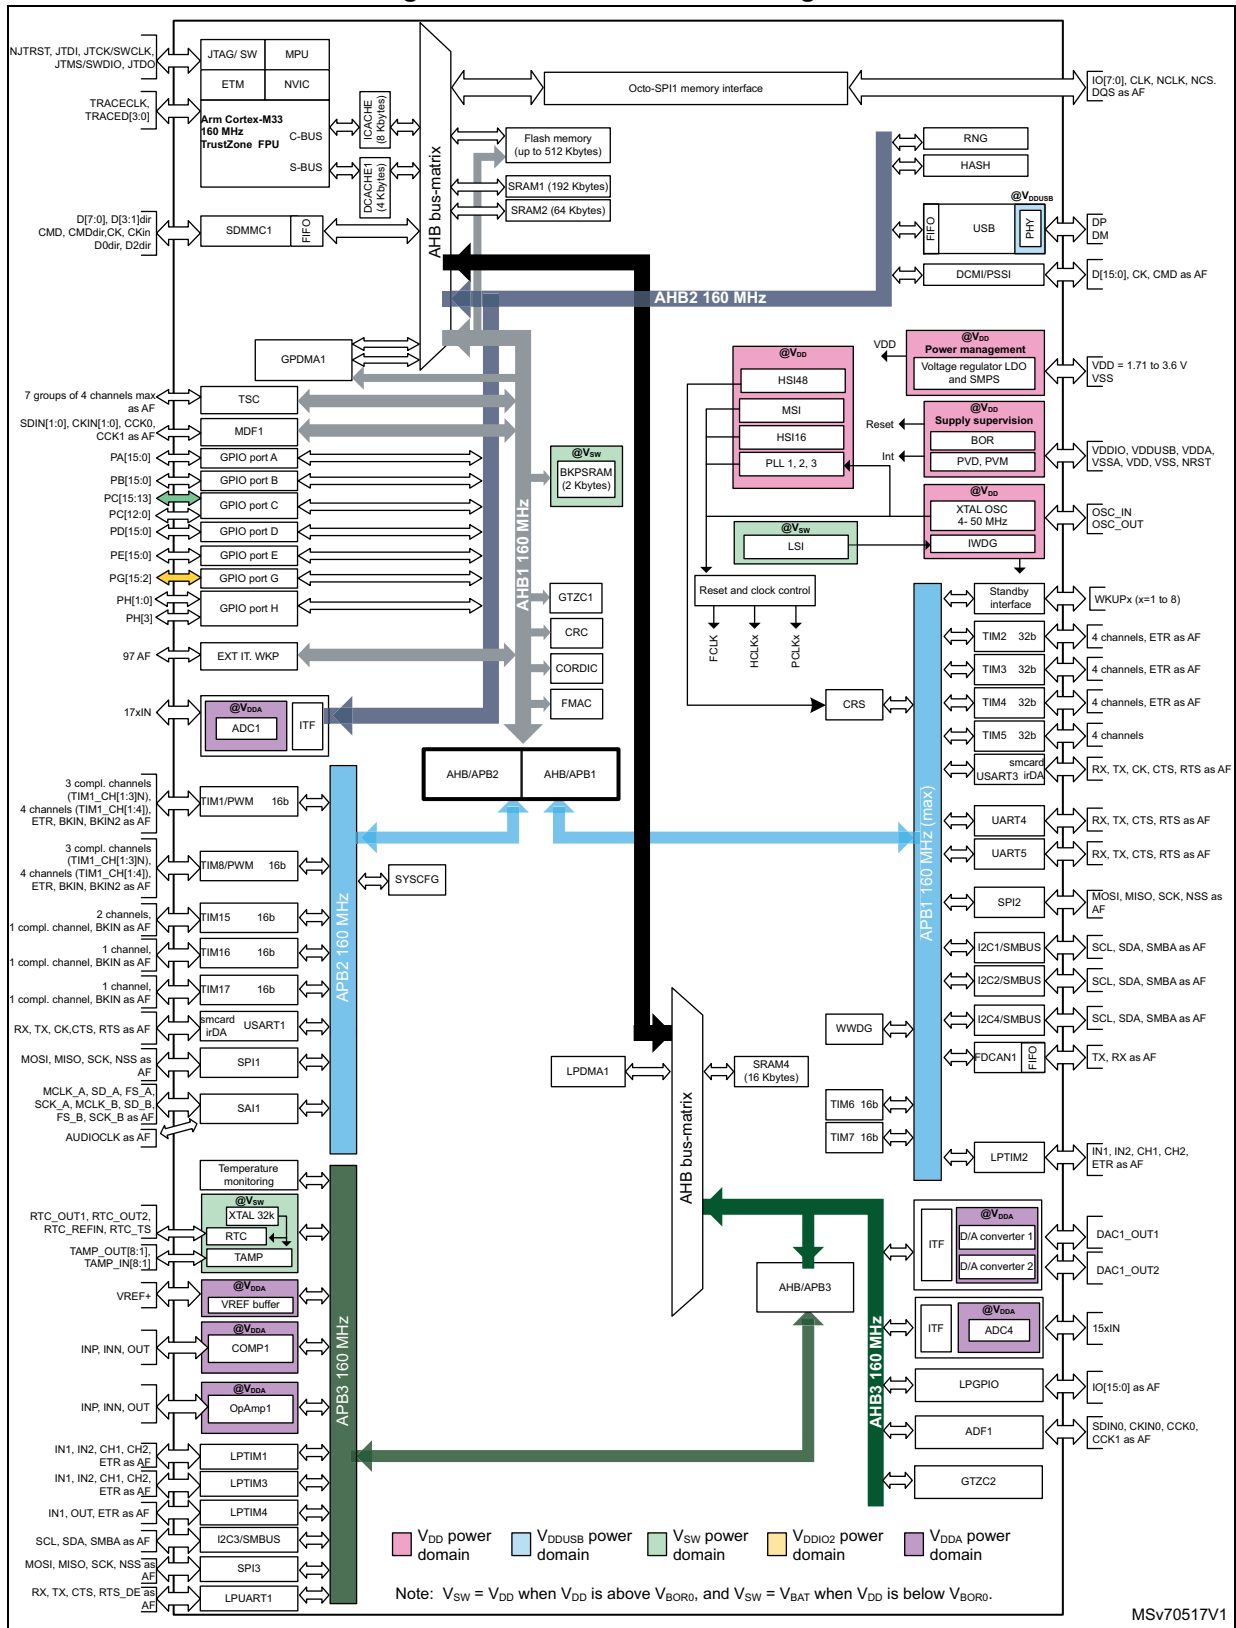 NJTRST, JTDI, JTCK/SWCLK,
JTMS/SWDIO, JTDO
TRACECLK,
TRACED[3:0]
JTAG/ SW
MPU
ETM
NVIC
Arm Cortex-M33
160 MHz
TrustZone FPU
C-BUS
S-BUS
ICACHE
(8 Kbytes)
DCACHE1
(4 Kbytes)
AHB bus-matrix
Octo-SPI1 memory interface
IO[7:0], CLK, NCLK, NCS.
DQS as AF
Flash memory
(up to 512 Kbytes)
SRAM1 (192 Kbytes)
SRAM2 (64 Kbytes)
RNG
HASH
@VDDUSB
FIFO
USB
PHY
DP
DM
DCMI/PSSI
D[15:0], CK, CMD as AF
D[7:0], D[3:1]dir
CMD, CMDdir,CK, CKin
D0dir, D2dir
SDMMC1
FIFO
AHB2 160 MHz
GPDMA1
7 groups of 4 channels max
as AF
TSC
SDIN[1:0], CKIN[1:0], CCK0,
CCK1 as AF
MDF1
PA[15:0]
GPIO port A
PB[15:0]
GPIO port B
PC[15:13]
PC[12:0]
GPIO port C
PD[15:0]
GPIO port D
PE[15:0]
GPIO port E
PG[15:2]
GPIO port G
PH[1:0]
PH[3]
GPIO port H
97 AF
EXT IT. WKP
17xIN
@VDDA
ADC1
ITF
AHB1 160 MHz
@VSW
BKPSRAM
(2 Kbytes)
GTZC1
CRC
CORDIC
FMAC
@VDD
HSI48
MSI
HSI16
PLL 1, 2, 3
VDD
@VDD
Power management
Voltage regulator LDO
and SMPS
VDD = 1.71 to 3.6 V
VSS
Reset
Int
@VDD
Supply supervision
BOR
PVD, PVM
VDDIO, VDDUSB, VDDA,
VSSA, VDD, VSS, NRST
@VDD
XTAL OSC
4- 50 MHz
IWDG
OSC_IN
OSC_OUT
@VSW
LSI
Reset and clock control
FCLK
HCLKx
PCLKx
CRS
Standby
interface
WKUPx (x=1 to 8)
TIM2 32b
4 channels, ETR as AF
TIM3 32b
4 channels, ETR as AF
TIM4 32b
4 channels, ETR as AF
TIM5 32b
4 channels
smcard
USART3 irDA
RX, TX, CK, CTS, RTS as AF
UART4
RX, TX, CTS, RTS as AF
UART5
RX, TX, CTS, RTS as AF
SPI2
MOSI, MISO, SCK, NSS as
AF
I2C1/SMBUS
SCL, SDA, SMBA as AF
I2C2/SMBUS
SCL, SDA, SMBA as AF
I2C4/SMBUS
SCL, SDA, SMBA as AF
FDCAN1
FIFO
TX, RX as AF
WWDG
TIM6 16b
TIM7 16b
LPTIM2
IN1, IN2, CH1, CH2,
ETR as AF
APB1 160 MHz (max)
AHB/APB2
AHB/APB1
3 compl. channels
(TIM1_CH[1:3]N),
4 channels (TIM1_CH[1:4]),
ETR, BKIN, BKIN2 as AF
TIM1/PWM 16b
3 compl. channels
(TIM1_CH[1:3]N),
4 channels (TIM1_CH[1:4]),
ETR, BKIN, BKIN2 as AF
TIM8/PWM 16b
SYSCFG
2 channels,
1 compl. channel, BKIN as AF
TIM15 16b
1 channel,
1 compl. channel, BKIN as AF
TIM16 16b
1 channel,
1 compl. channel, BKIN as AF
TIM17 16b
RX, TX, CK,CTS, RTS as AF
smcard
irDA
USART1
MOSI, MISO, SCK, NSS as
AF
SPI1
MCLK_A, SD_A, FS_A,
SCK_A, MCLK_B, SD_B,
FS_B, SCK_B as AF
AUDIOCLK as AF
SAI1
APB2 160 MHz
LPDMA1
AHB bus-matrix
SRAM4
(16 Kbytes)
Temperature
monitoring
@VSW
XTAL 32k
RTC
TAMP
RTC_OUT1, RTC_OUT2,
RTC_REFIN, RTC_TS
TAMP_OUT[8:1],
TAMP_IN[8:1]
VREF+
@VDDA
VREF buffer
INP, INN, OUT
@VDDA
COMP1
INP, INN, OUT
@VDDA
OpAmp1
IN1, IN2, CH1, CH2,
ETR as AF
LPTIM1
IN1, IN2, CH1, CH2,
ETR as AF
LPTIM3
IN1, OUT, ETR as AF
LPTIM4
SCL, SDA, SMBA as AF
I2C3/SMBUS
MOSI, MISO, SCK, NSS as
AF
SPI3
RX, TX, CTS, RTS_DE as
AF
LPUART1
APB3 160 MHz
AHB/APB3
AHB3 160 MHz
ITF
@VDDA
D/A converter 1
D/A converter 2
DAC1_OUT1
DAC1_OUT2
ITF
@VDDA
ADC4
15xIN
LPGPIO
IO[15:0] as AF
ADF1
SDIN0, CKIN0, CCK0,
CCK1 as AF
GTZC2
VDD power
domain
VDDUSB power
domain
VSW power
domain
VDDIO2 power
domain
VDDA power
domain
Note: VSW = VDD when VDD is above VBOR0, and VSW = VBAT when VDD is below VBOR0.
MSv70517V1